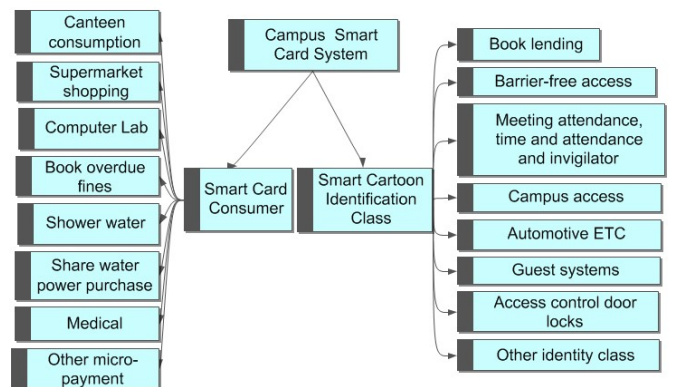 Canteen
consumption
Supermarket
shopping
Computer Lab
Book overdue
fines
Shower water
Share water
power purchase
Medical
Other micro-
payment
Campus Smart
Card System
Smart Card
Consumer
Smart Cartoon
Identification
Class
Book lending
Barrier-free access
Meeting attendance,
time and attendance
and invigilator
Campus access
Automotive ETC
Guest systems
Access control door
locks
Other identity class